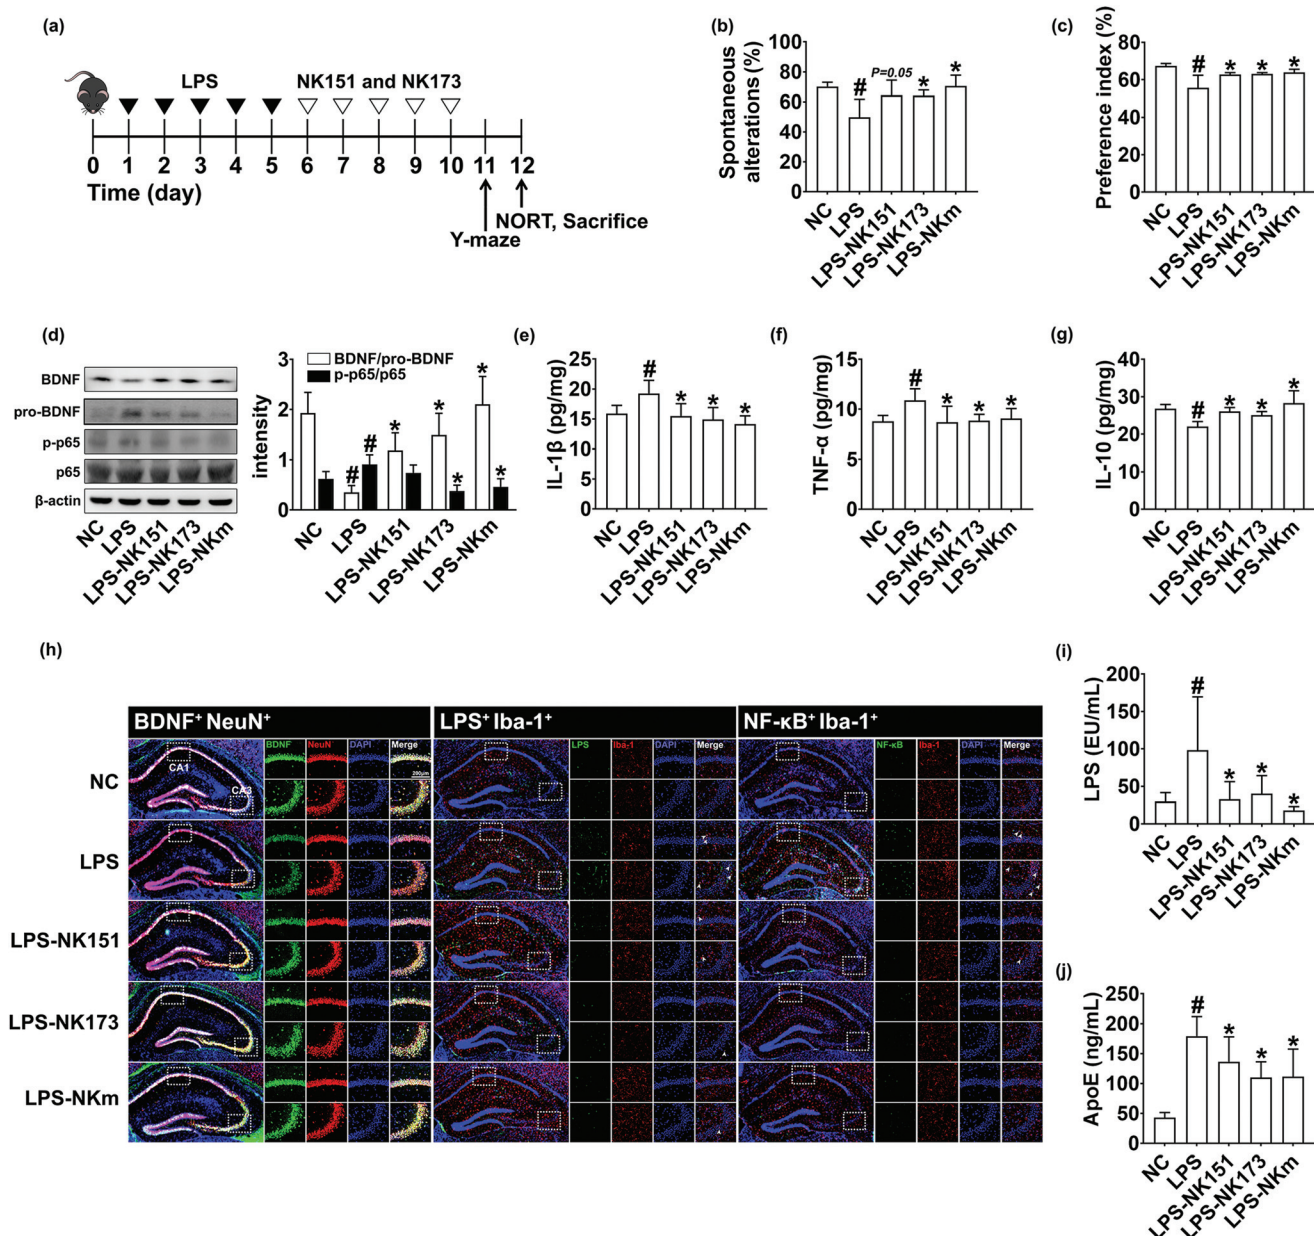 (a)
LPS
NK151 and NK173
0 1 2 3 4 5 6 7 8 9 10 11 12
Time (day)
NORT, Sacrifice
Y-maze
(b)
Spontaneous
alterations (%)
100
80
60
40
20
0
#
P=0.05
*
*
NC
LPS
LPS-NK151
LPS-NK173
LPS-NKm
(c)
Preference index (%)
80
60
40
20
0
#
*
*
*
NC
LPS
LPS-NK151
LPS-NK173
LPS-NKm
(d)
BDNF
pro-BDNF
p-p65
p65
β-actin
NC
LPS
LPS-NK151
LPS-NK173
LPS-NKm
intensity
3
2
1
0
BDNF/pro-BDNF
p-p65/p65
#
#
*
*
*
*
*
NC
LPS
LPS-NK151
LPS-NK173
LPS-NKm
(e)
IL-1β (pg/mg)
25
20
15
10
5
0
#
*
*
*
NC
LPS
LPS-NK151
LPS-NK173
LPS-NKm
(f)
TNF-α (pg/mg)
15
10
5
0
#
*
*
*
NC
LPS
LPS-NK151
LPS-NK173
LPS-NKm
(g)
IL-10 (pg/mg)
40
30
20
10
0
#
*
*
*
NC
LPS
LPS-NK151
LPS-NK173
LPS-NKm
(h)
BDNF⁺ NeuN⁺
LPS⁺ Iba-1⁺
NF-κB⁺ Iba-1⁺
BDNF NeuN DAPI Merge
LPS Iba-1 DAPI Merge
NF-κB Iba-1 DAPI Merge
CA1
CA3
200μm
NC
LPS
LPS-NK151
LPS-NK173
LPS-NKm
(i)
LPS (EU/mL)
200
150
100
50
0
#
*
*
*
NC
LPS
LPS-NK151
LPS-NK173
LPS-NKm
(j)
ApoE (ng/mL)
250
200
150
100
50
0
#
*
*
*
NC
LPS
LPS-NK151
LPS-NK173
LPS-NKm